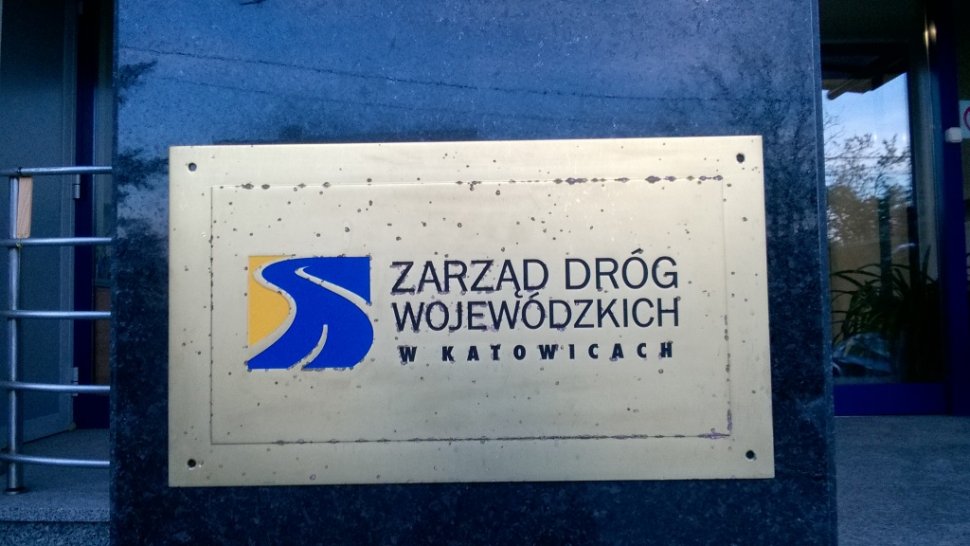 ZARZĄD DRÓG
WOJEWÓDZKICH
W KATOWICACH